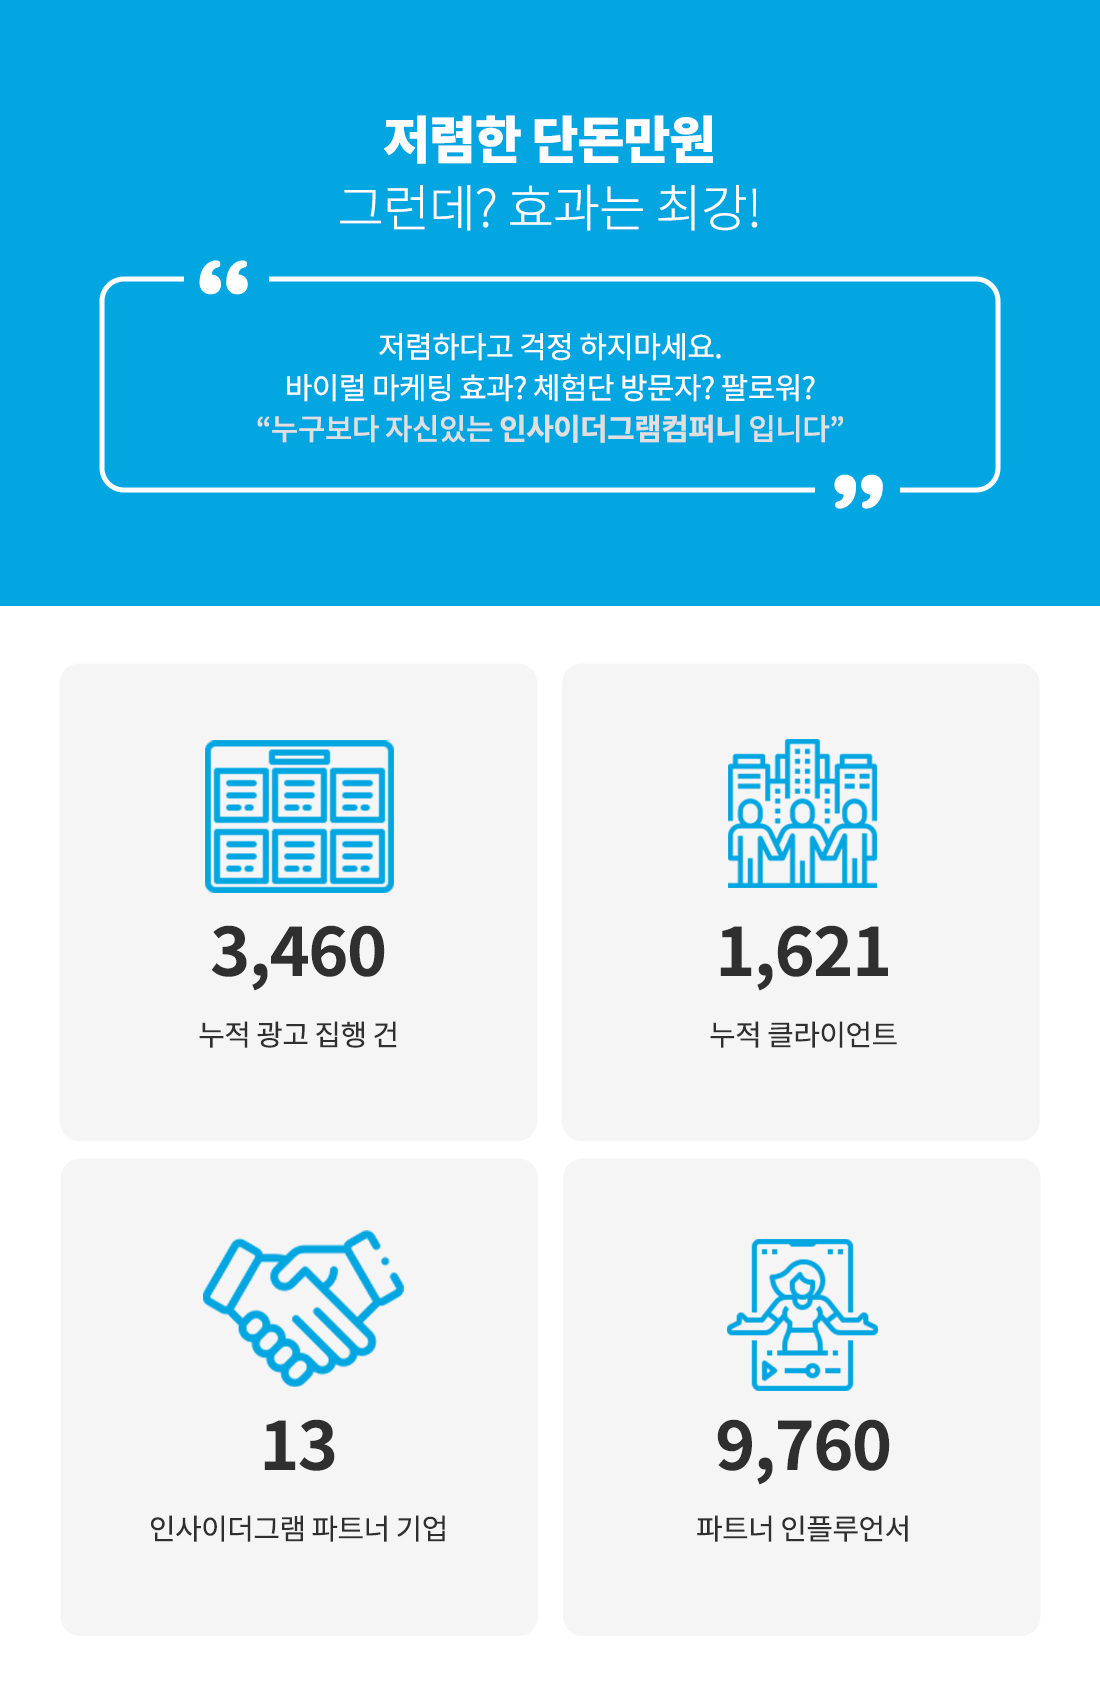 저렴한 단돈만원
그런데? 효과는 최강!
“
저렴하다고 걱정 하지마세요.
바이럴 마케팅 효과? 체험단 방문자? 팔로워?
“누구보다 자신있는 인사이더그램컴퍼니 입니다”
”
3,460
누적 광고 집행 건
1,621
누적 클라이언트
13
인사이더그램 파트너 기업
9,760
파트너 인플루언서